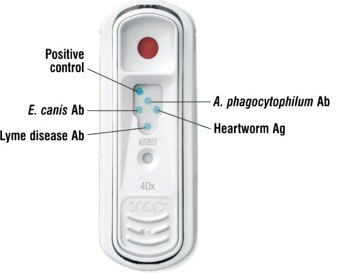 Positive
control
A. phagocytophilum Ab
E. canis Ab
Heartworm Ag
Lyme disease Ab
4Dx
snap